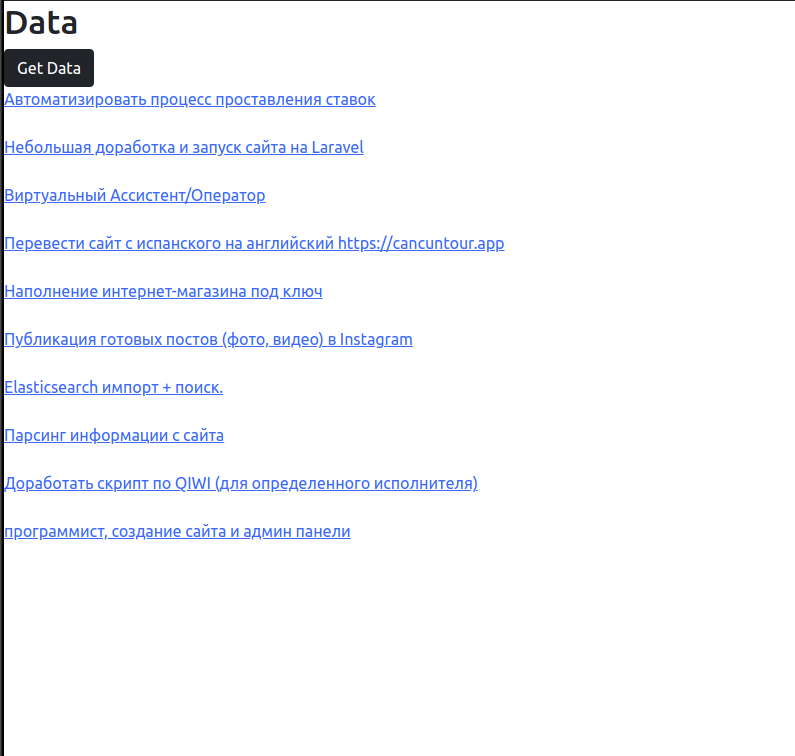 Data
Get Data
Автоматизировать процесс проставления ставок
Небольшая доработка и запуск сайта на Laravel
Виртуальный Ассистент/Оператор
Перевести сайт с испанского на английский https://cancuntour.app
Наполнение интернет-магазина под ключ
Публикация готовых постов (фото, видео) в Instagram
Elasticsearch импорт + поиск.
Парсинг информации с сайта
Доработать скрипт по QIWI (для определенного исполнителя)
программист, создание сайта и админ панели